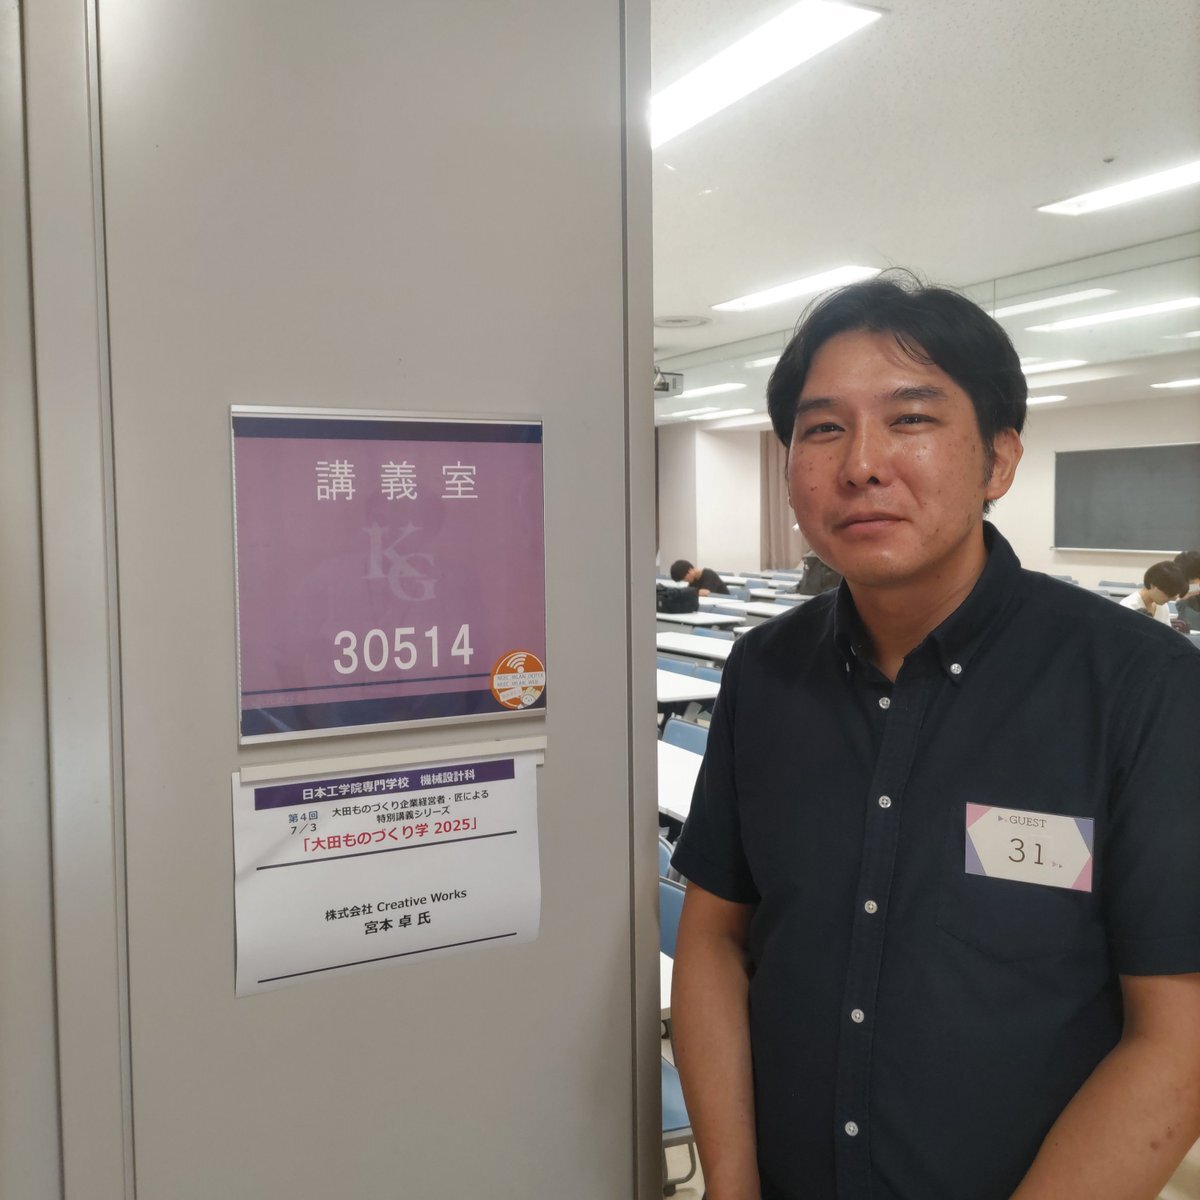 講義室
KG
30514
日本工学院専門学校 機械設計科
第4回 大田ものづくり企業経営者・匠による
7/3 特別講義シリーズ
「大田ものづくり学 2025」
株式会社 Creative Works
宮本 卓 氏
GUEST
31